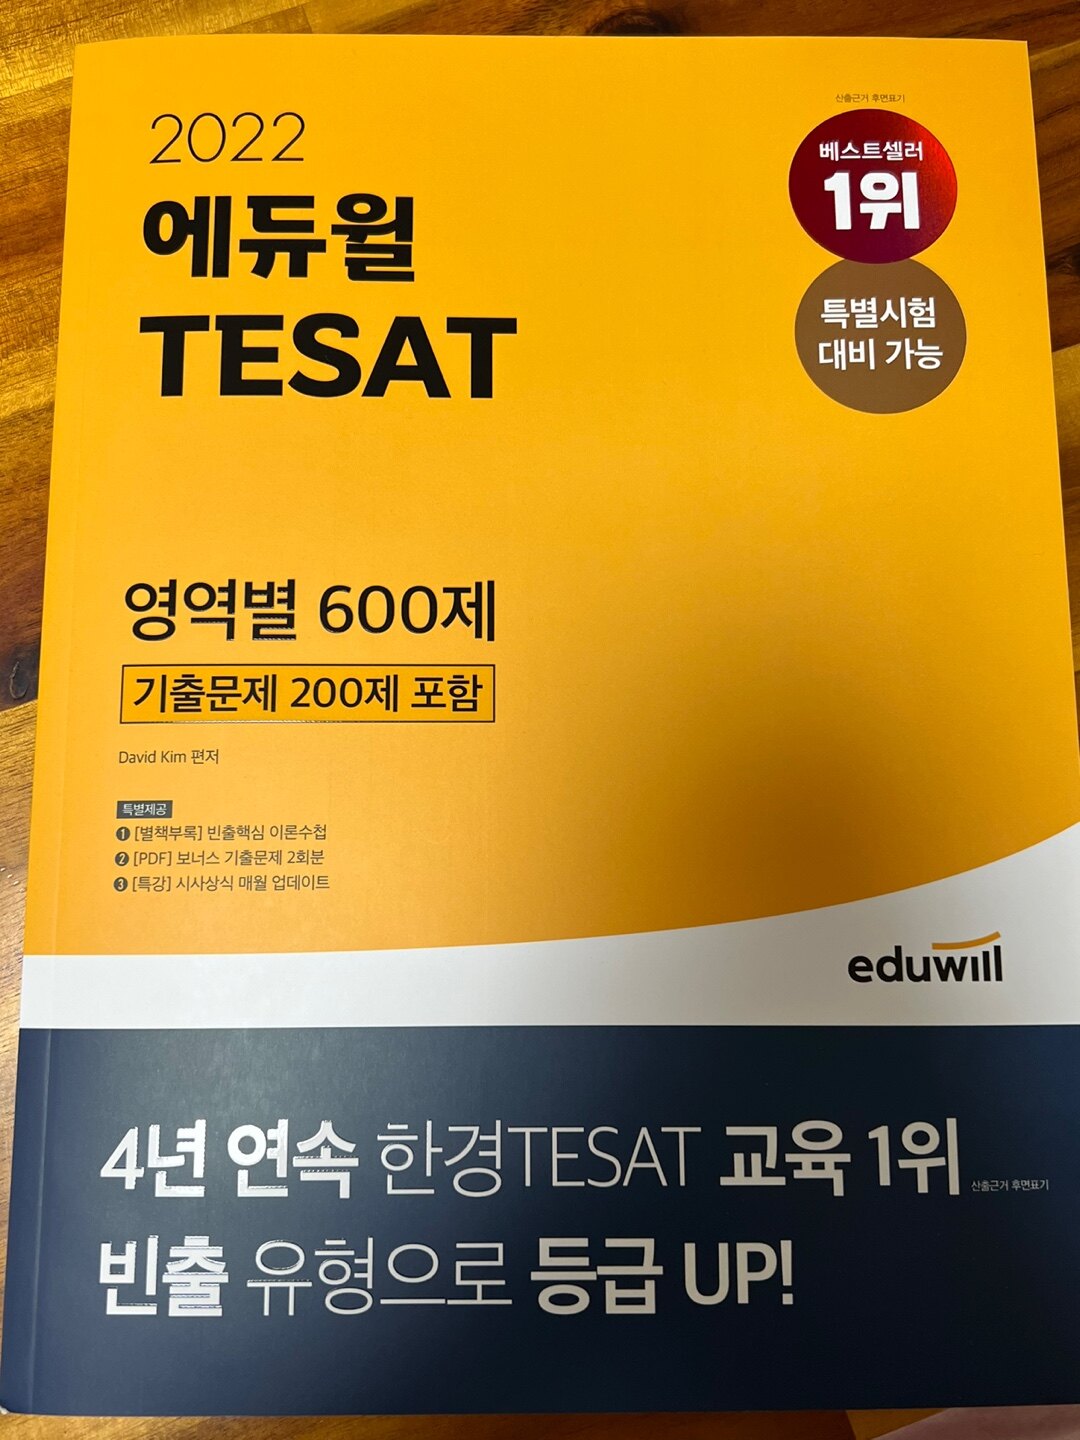 2022
에듀윌
TESAT
산출근거 후면표기
베스트셀러
1위
특별시험
대비 가능
영역별 600제
기출문제 200제 포함
David Kim 편저
특별제공
❶ [별책부록] 빈출핵심 이론수첩
❷ [PDF] 보너스 기출문제 2회분
❸ [특강] 시사상식 매월 업데이트
eduwill
4년 연속 한경TESAT 교육 1위 산출근거 후면표기
빈출 유형으로 등급 UP!